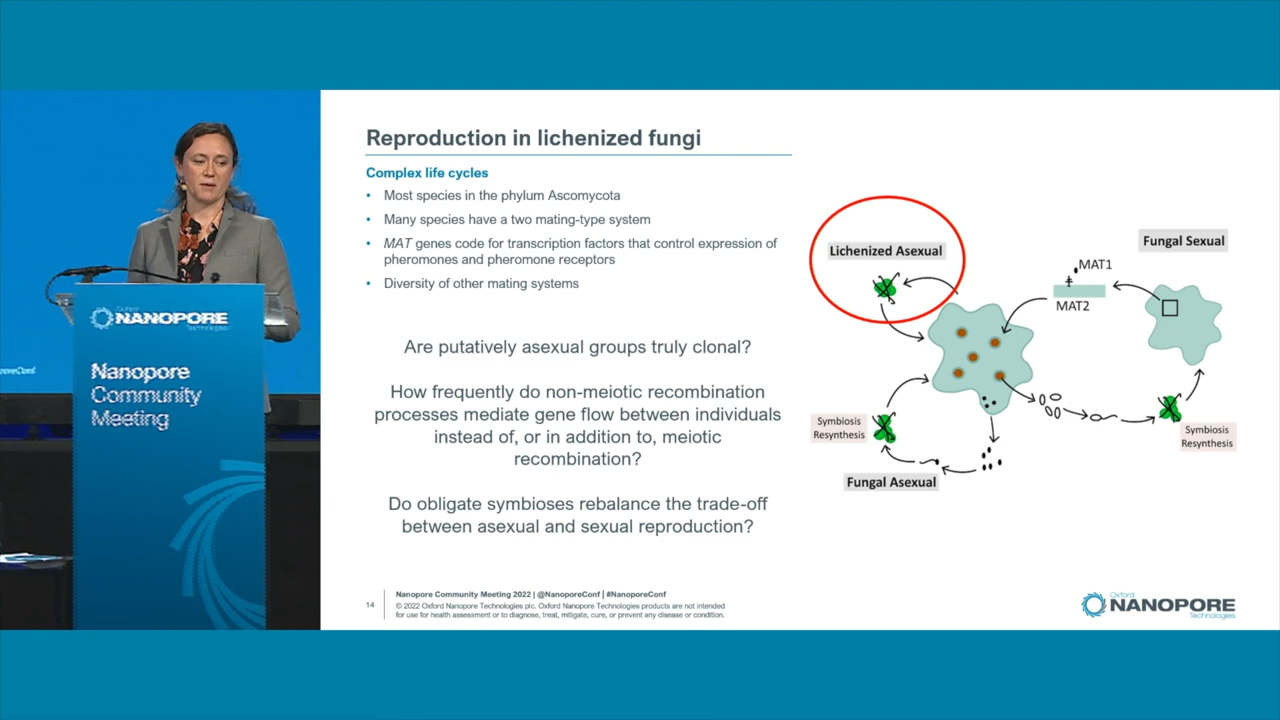 Reproduction in lichenized fungi
Complex life cycles
• Most species in the phylum Ascomycota
• Many species have a two mating-type system
• MAT genes code for transcription factors that control expression of
pheromones and pheromone receptors
• Diversity of other mating systems
Are putatively asexual groups truly clonal?
How frequently do non-meiotic recombination
processes mediate gene flow between individuals
instead of, or in addition to, meiotic
recombination?
Do obligate symbioses rebalance the trade-off
between asexual and sexual reproduction?
Lichenized Asexual
Fungal Sexual
MAT1
MAT2
Symbiosis
Resynthesis
Symbiosis
Resynthesis
Fungal Asexual
14
Nanopore Community Meeting 2022 | @NanoporeConf | #NanoporeConf
© 2022 Oxford Nanopore Technologies plc. Oxford Nanopore Technologies products are not intended
for use for health assessment or to diagnose, treat, mitigate, cure, or prevent any disease or condition.
Oxford
NANOPORE
Technologies
Oxford
NANOPORE
Technologies
Nanopore
Community
Meeting